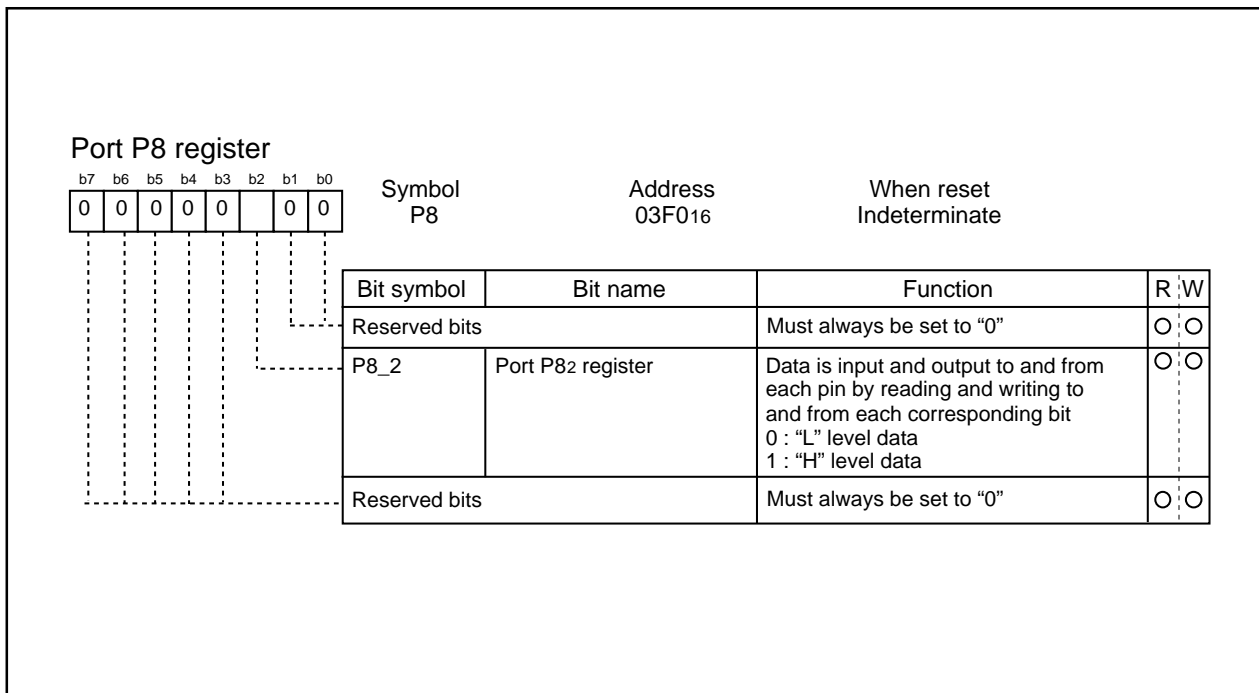 Port P8 register
b7 b6 b5 b4 b3 b2 b1 b0
0 0 0 0 0 0 0
Symbol Address When reset
P8 03F016 Indeterminate
Bit symbol Bit name Function R W
Reserved bits Must always be set to “0” O O
P8_2 Port P82 register Data is input and output to and from O O
each pin by reading and writing to
and from each corresponding bit
0 : “L” level data
1 : “H” level data
Reserved bits Must always be set to “0” O O